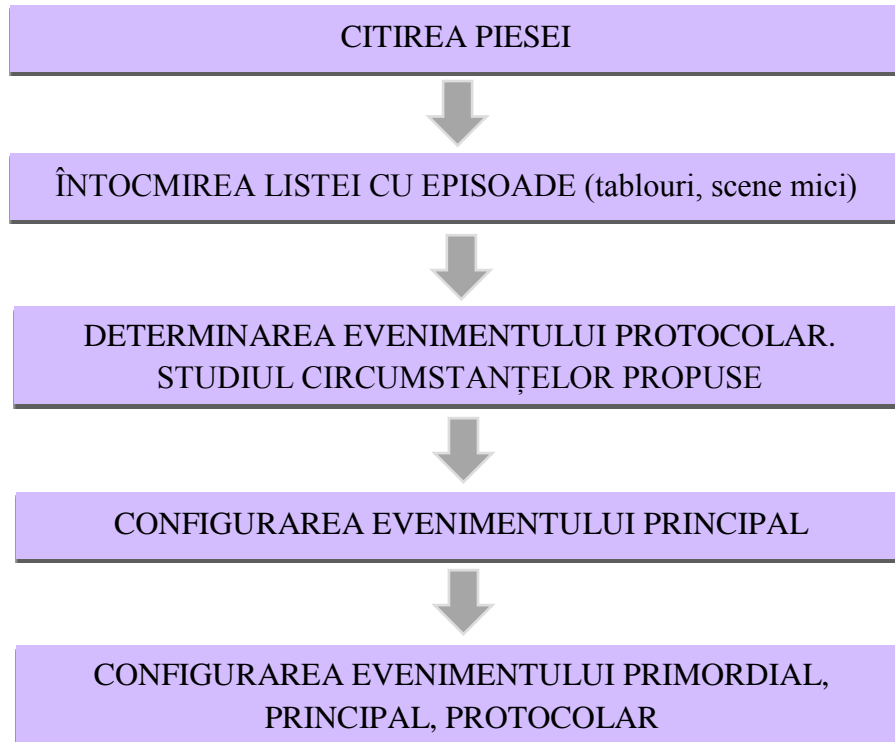 CITIREA PIESEI
ÎNTOCMIREA LISTEI CU EPISOADE (tablouri, scene mici)
DETERMINAREA EVENIMENTULUI PROTOCOLAR.
STUDIUL CIRCUMSTANȚELOR PROPUSE
CONFIGURAREA EVENIMENTULUI PRINCIPAL
CONFIGURAREA EVENIMENTULUI PRIMORDIAL,
PRINCIPAL, PROTOCOLAR